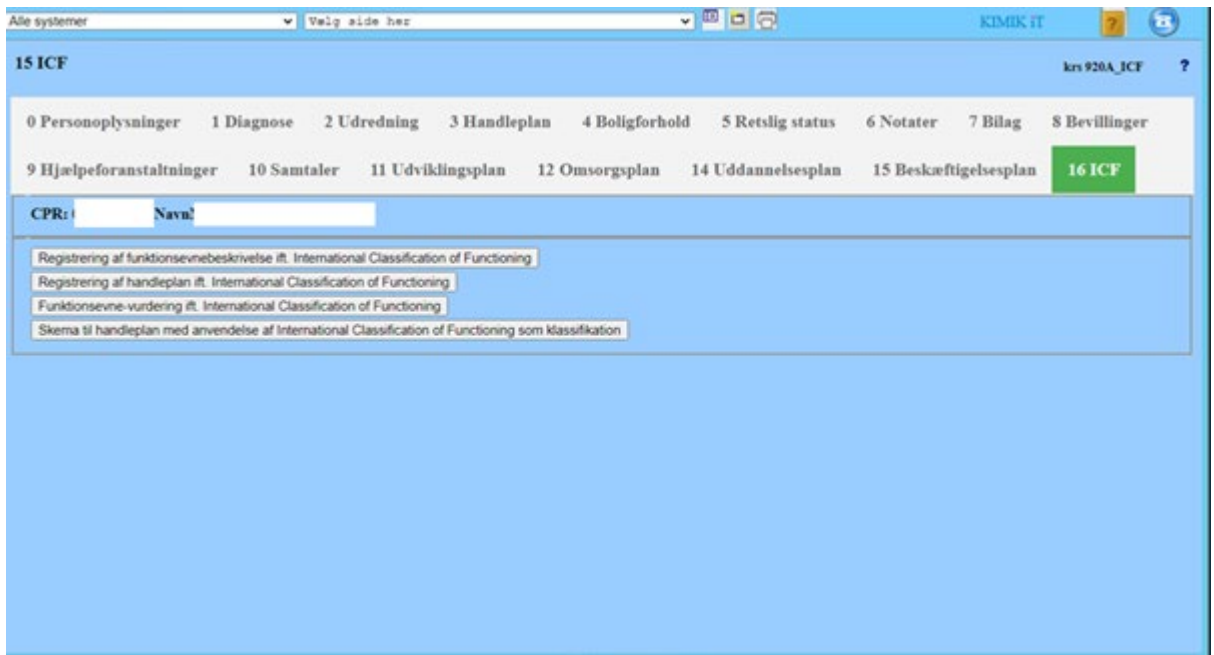 Alle systemer Vælg side her KIMIK iT ?
15 ICF krs 920A_ICF ?
0 Personoplysninger 1 Diagnose 2 Udredning 3 Handleplan 4 Boligforhold 5 Retslig status 6 Notater 7 Bilag 8 Bevillinger
9 Hjælpeforanstaltninger 10 Samtaler 11 Udviklingsplan 12 Omsorgsplan 14 Uddannelsesplan 15 Beskæftigelsesplan 16 ICF
CPR: Navn:
Registrering af funktionsevnebeskrivelse ift. International Classification of Functioning
Registrering af handleplan ift. International Classification of Functioning
Funktionsevne-vurdering ift. International Classification of Functioning
Skema til handleplan med anvendelse af International Classification of Functioning som klassifikation